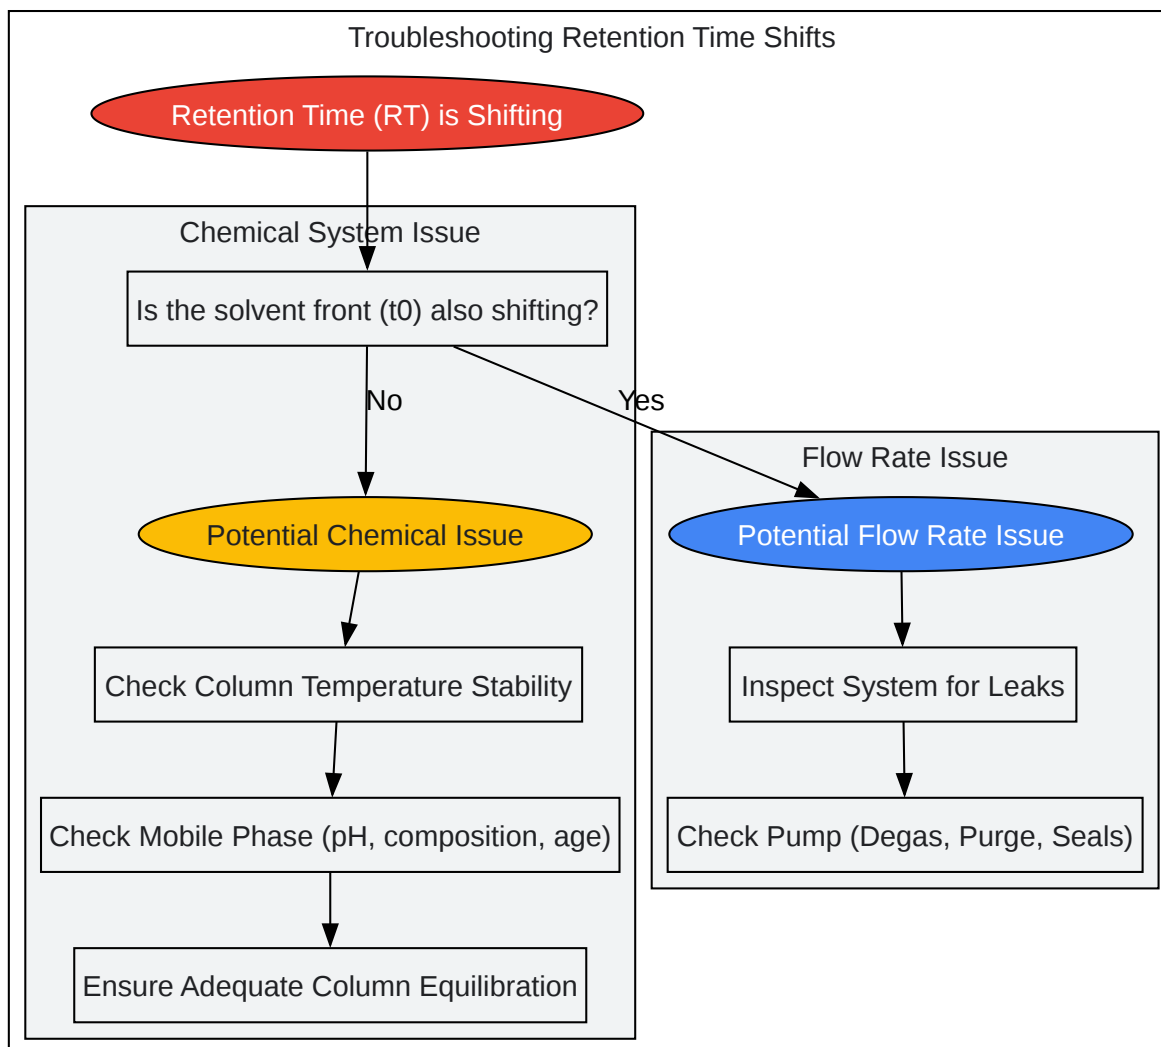 Troubleshooting Retention Time Shifts
Retention Time (RT) is Shifting
Chemical System Issue
Is the solvent front (t0) also shifting?
No
Yes
Flow Rate Issue
Potential Chemical Issue
Potential Flow Rate Issue
Check Column Temperature Stability
Inspect System for Leaks
Check Mobile Phase (pH, composition, age)
Check Pump (Degas, Purge, Seals)
Ensure Adequate Column Equilibration